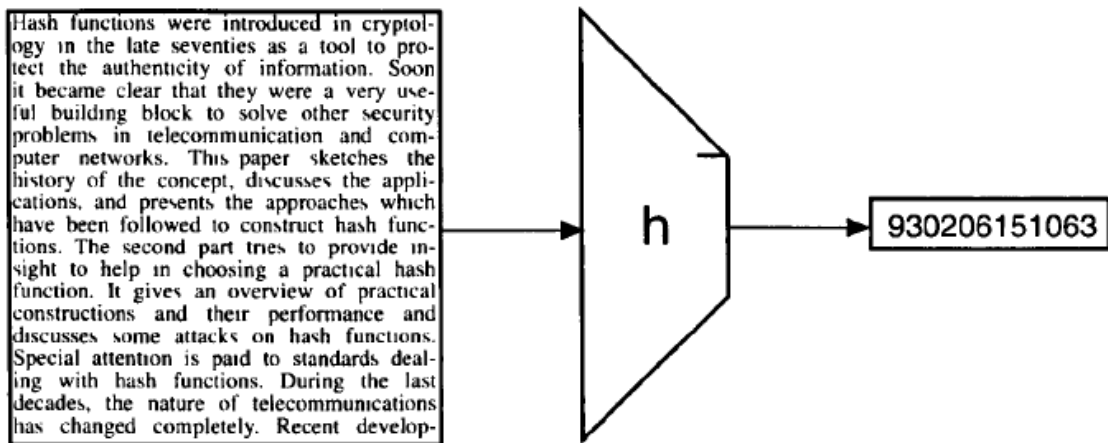 Hash functions were introduced in cryptol-
ogy in the late seventies as a tool to pro-
tect the authenticity of information. Soon
it became clear that they were a very use-
ful building block to solve other security
problems in telecommunication and com-
puter networks. This paper sketches the
history of the concept, discusses the appli-
cations, and presents the approaches which
have been followed to construct hash func-
tions. The second part tries to provide in-
sight to help in choosing a practical hash
function. It gives an overview of practical
constructions and their performance and
discusses some attacks on hash functions.
Special attention is paid to standards deal-
ing with hash functions. During the last
decades, the nature of telecommunications
has changed completely. Recent develop-
h
930206151063